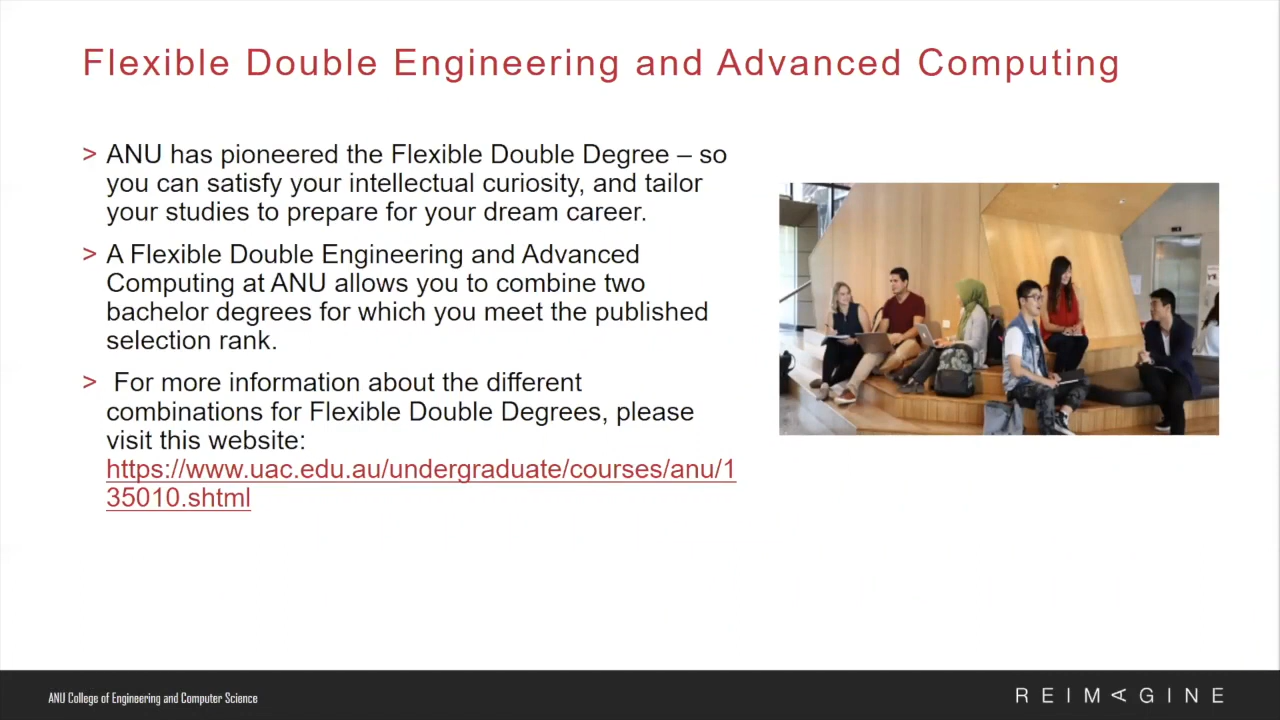 Flexible Double Engineering and Advanced Computing
> ANU has pioneered the Flexible Double Degree – so
you can satisfy your intellectual curiosity, and tailor
your studies to prepare for your dream career.
> A Flexible Double Engineering and Advanced
Computing at ANU allows you to combine two
bachelor degrees for which you meet the published
selection rank.
> For more information about the different
combinations for Flexible Double Degrees, please
visit this website:
https://www.uac.edu.au/undergraduate/courses/anu/1
35010.shtml
ANU College of Engineering and Computer Science
REIMAGINE